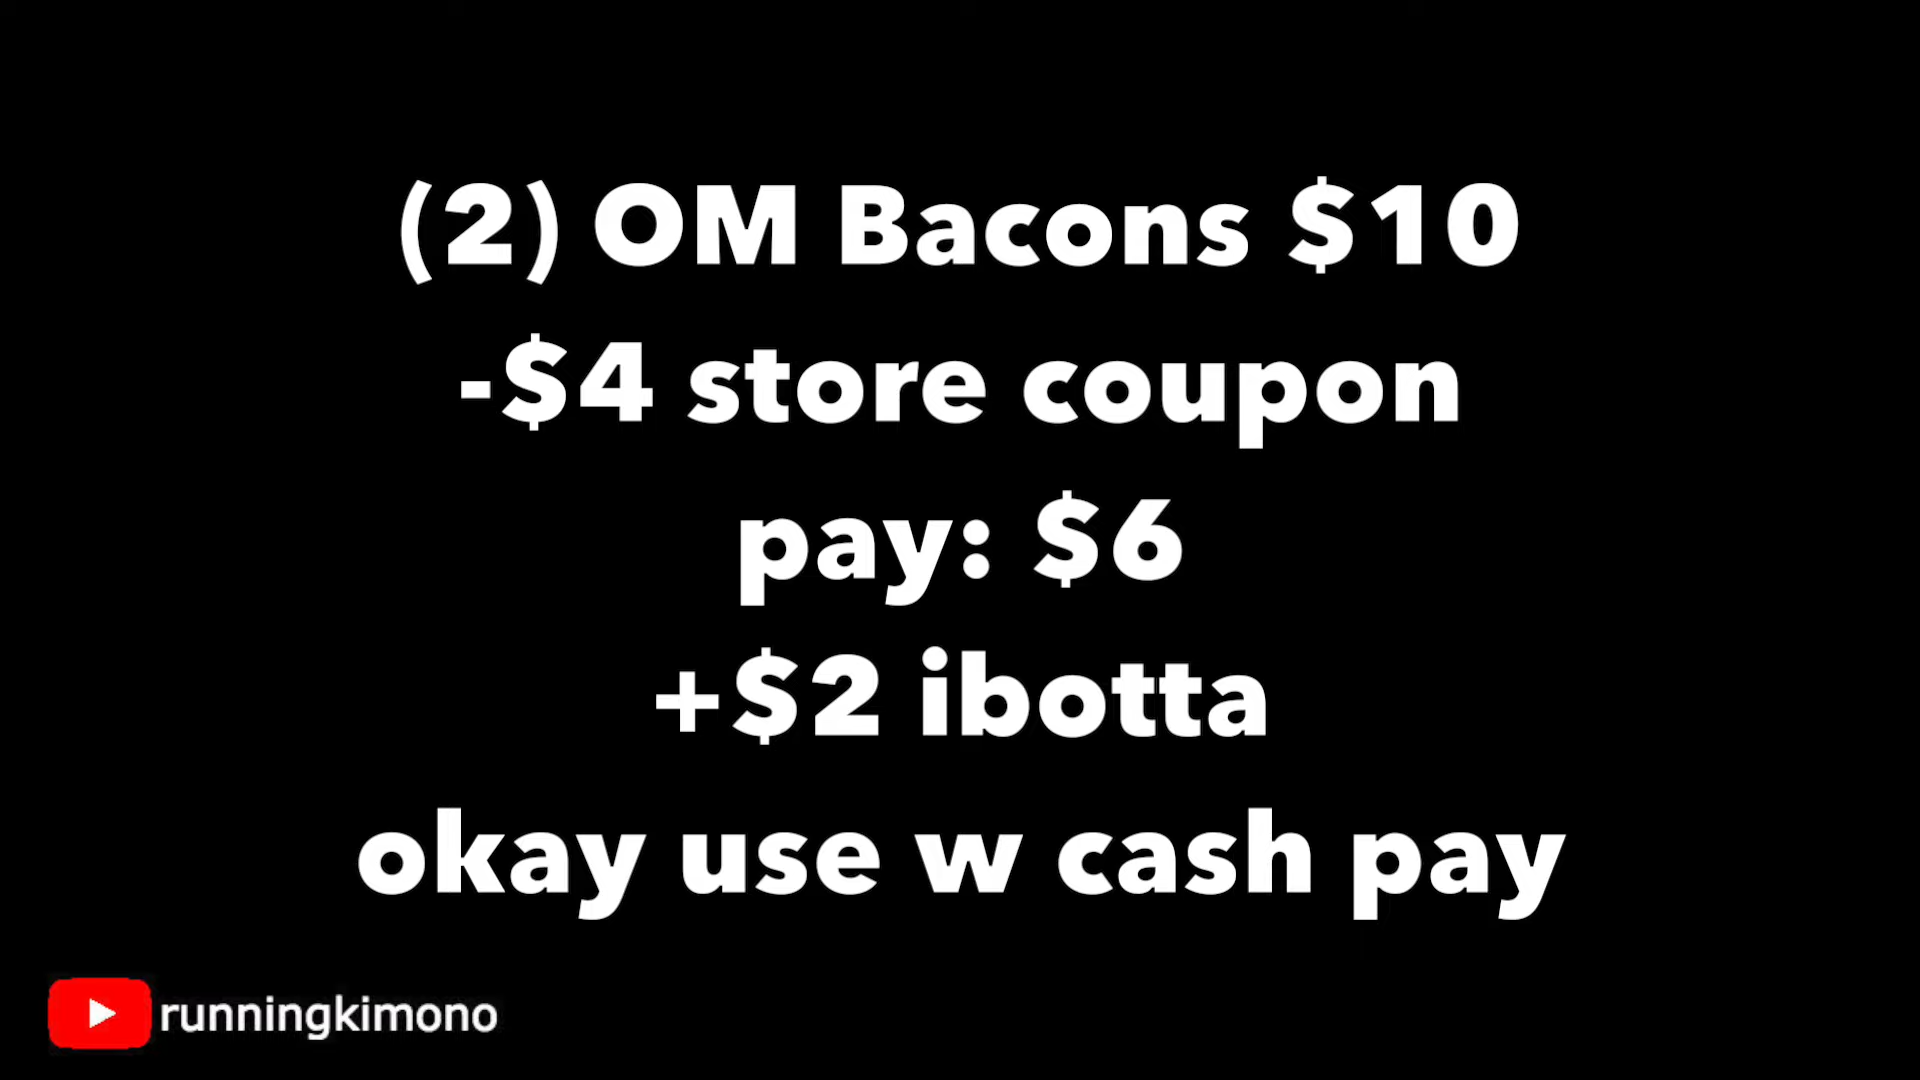 (2) OM Bacons $10
-$4 store coupon
pay: $6
+$2 ibotta
okay use w cash pay
runningkimono